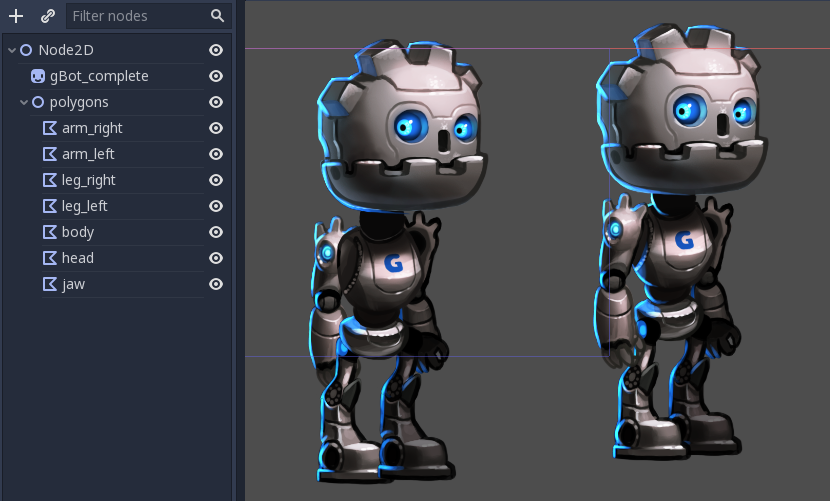 Filter nodes
Node2D
gBot_complete
polygons
arm_right
arm_left
leg_right
leg_left
body
head
jaw
G
G